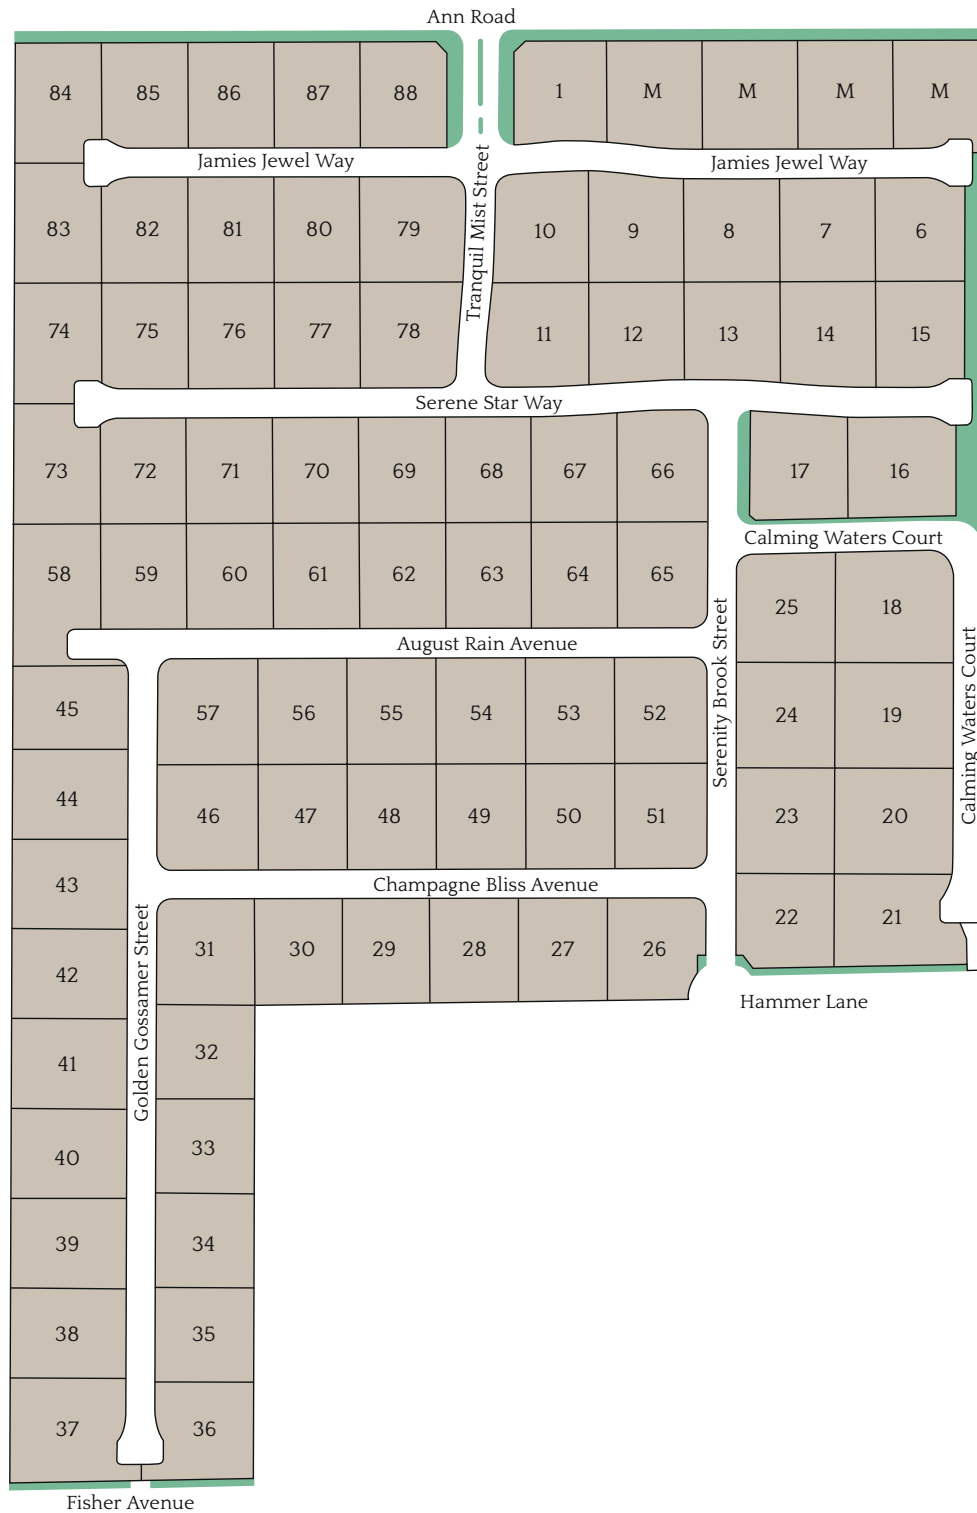 Ann Road
84 85 86 87 88 1 M M M M
Jamies Jewel Way Jamies Jewel Way
Tranquil Mist Street
83 82 81 80 79 10 9 8 7 6
74 75 76 77 78 11 12 13 14 15
Serene Star Way
73 72 71 70 69 68 67 66 17 16
Calming Waters Court
58 59 60 61 62 63 64 65 25 18
August Rain Avenue
Serenity Brook Street
Calming Waters Court
45 57 56 55 54 53 52 24 19
44 46 47 48 49 50 51 23 20
Champagne Bliss Avenue
43
Golden Gossamer Street
42 31 30 29 28 27 26 22 21
Hammer Lane
41 32
40 33
39 34
38 35
37 36
Fisher Avenue